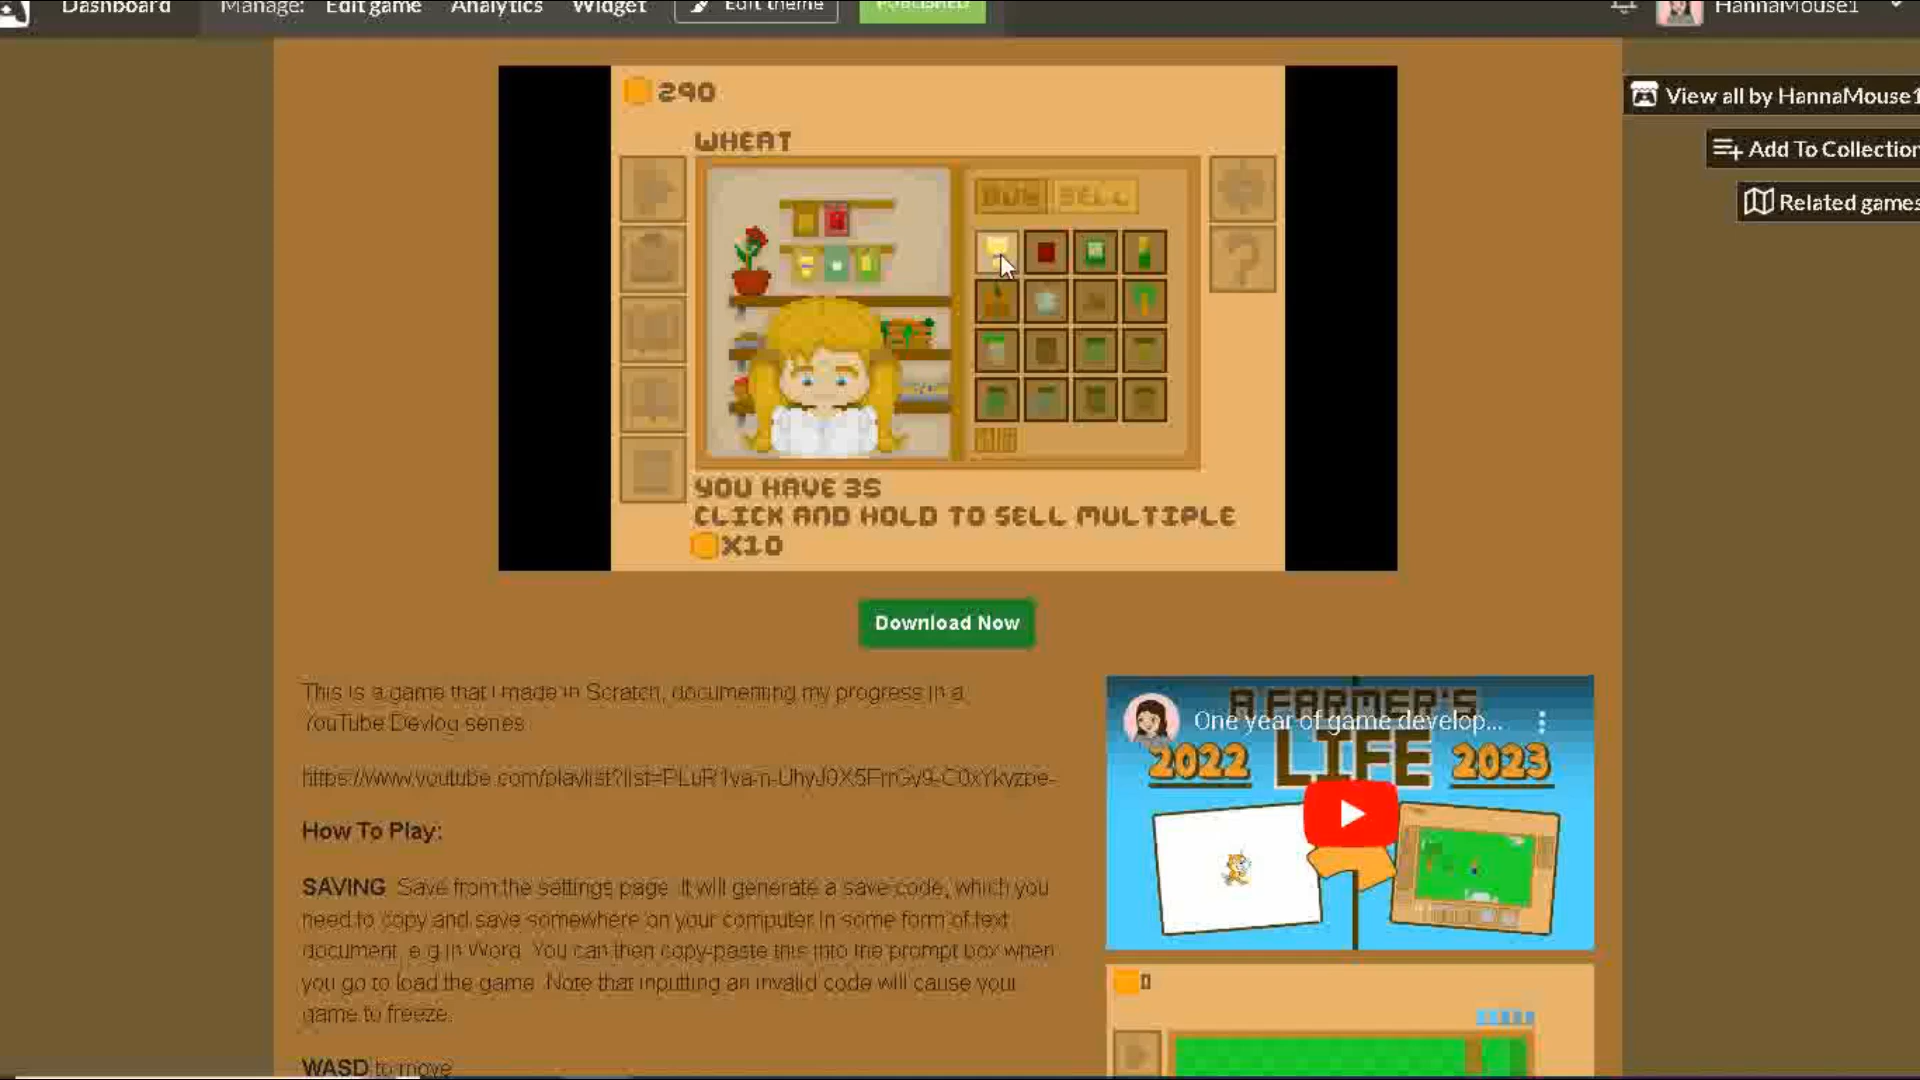 Dashboard
Manage: Edit game Analytics Widget Edit theme PUBLISHED
HannaMouse1
View all by HannaMouse1
Add To Collection
Related games
290
WHEAT
BUY SELL
YOU HAVE 35
CLICK AND HOLD TO SELL MULTIPLE
X10
Download Now
This is a game that I made in Scratch, documenting my progress in a
YouTube Devlog series.
How To Play:
SAVING Save from the settings page. It will generate a save code, which you
need to copy and save somewhere on your computer in some form of text
document, e.g in Word. You can then copy-paste this into the prompt box when
you go to load the game. Note that inputting an invalid code will cause your
game to freeze.
WASD to move
A FARMER'S
One year of game develop...
2022 LIFE 2023
0